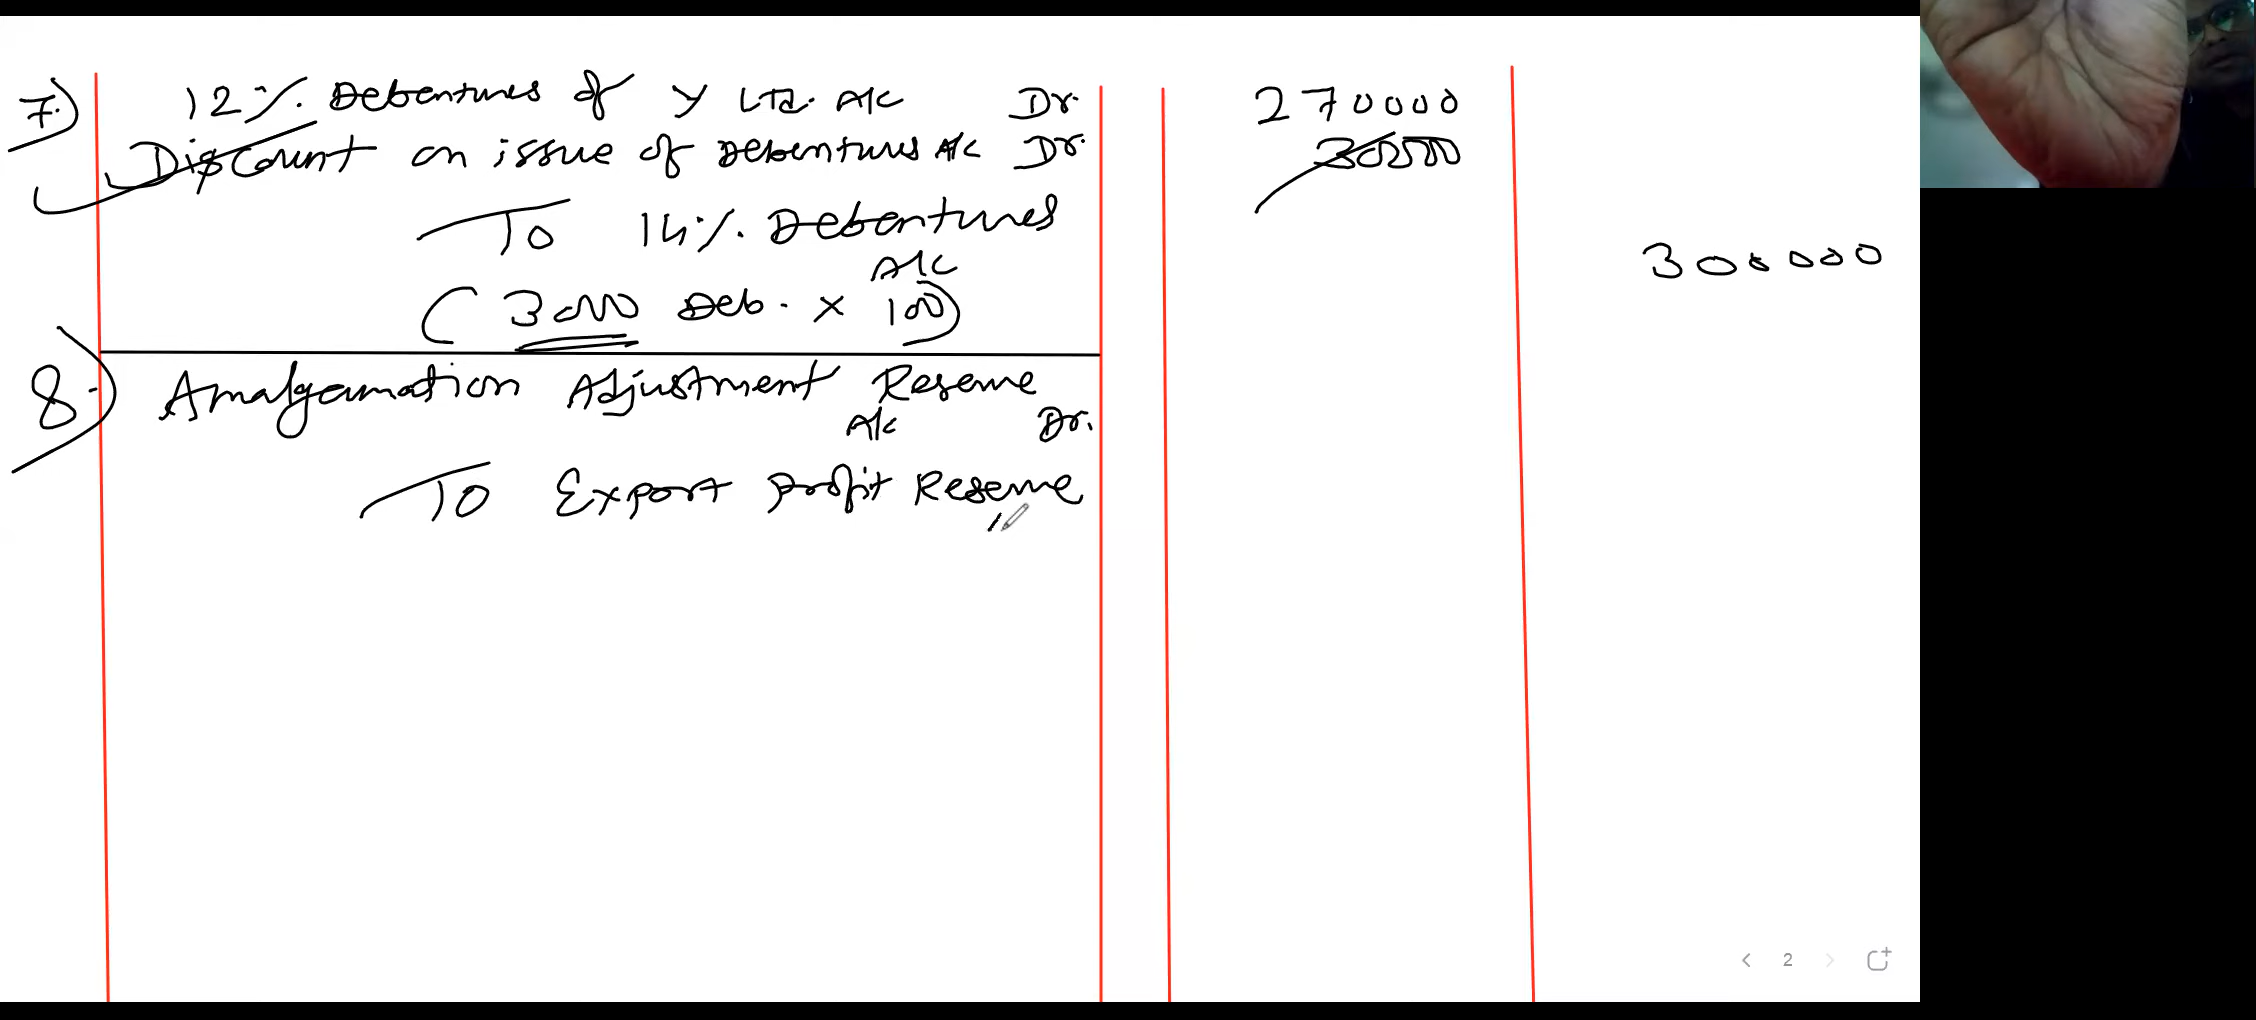 7.) 12%. Debentures of Y LTD. A/c Dr. 270000
Discount on issue of Debentures A/c Dr. 30000
To 14%. Debentures
A/c 300000
( 3000 Deb. x 100)
8.) Amalgamation Adjustment Reserve
A/c Dr.
To Export Profit Reserve
2